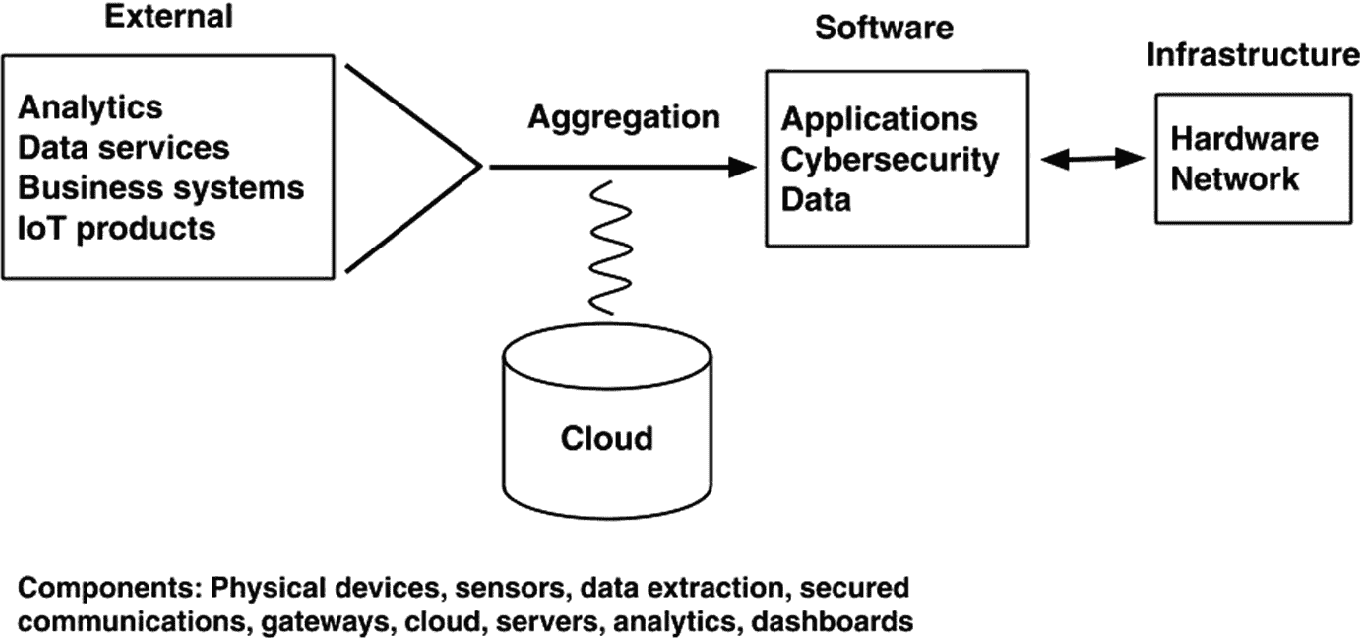 External
Analytics
Data services
Business systems
IoT products
Aggregation
Software
Applications
Cybersecurity
Data
Infrastructure
Hardware
Network
Cloud
Components: Physical devices, sensors, data extraction, secured
communications, gateways, cloud, servers, analytics, dashboards